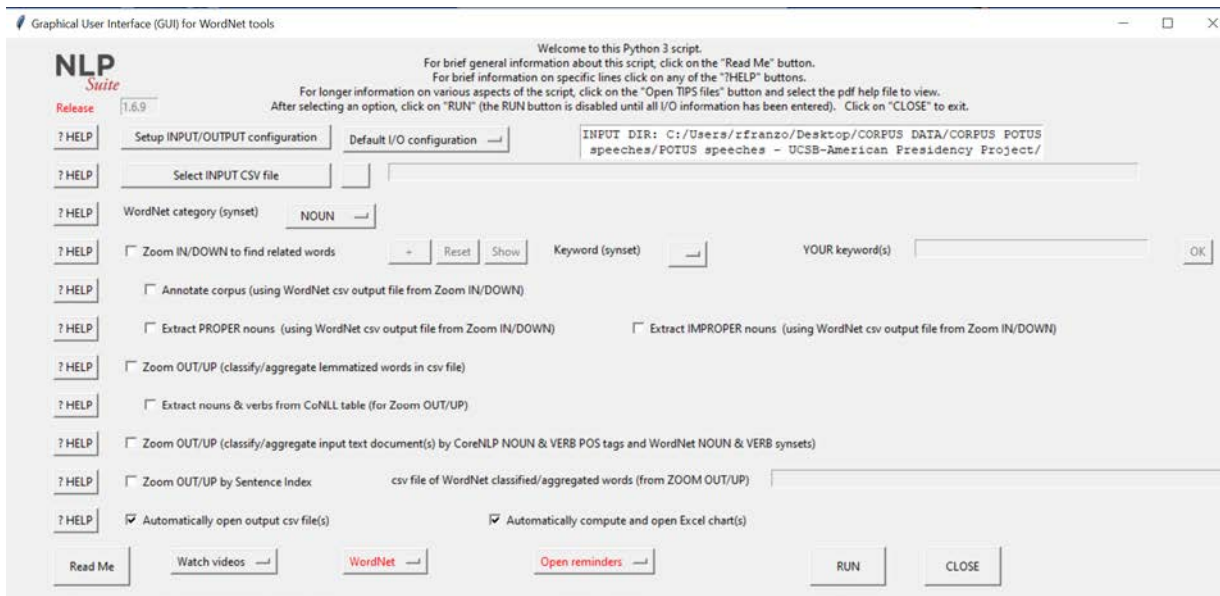 Graphical User Interface (GUI) for WordNet tools
NLP
Suite
Release 1.6.9
Welcome to this Python 3 script.
For brief general information about this script, click on the "Read Me" button.
For brief information on specific lines click on any of the "?HELP" buttons.
For longer information on various aspects of the script, click on the "Open TIPS files" button and select the pdf help file to view.
After selecting an option, click on "RUN" (the RUN button is disabled until all I/O information has been entered). Click on "CLOSE" to exit.
? HELP Setup INPUT/OUTPUT configuration Default I/O configuration INPUT DIR: C:/Users/rfranzo/Desktop/CORPUS DATA/CORPUS POTUS
speeches/POTUS speeches - UCSB-American Presidency Project/
? HELP Select INPUT CSV file
? HELP WordNet category (synset) NOUN
? HELP Zoom IN/DOWN to find related words + Reset Show Keyword (synset) YOUR keyword(s) OK
? HELP Annotate corpus (using WordNet csv output file from Zoom IN/DOWN)
? HELP Extract PROPER nouns (using WordNet csv output file from Zoom IN/DOWN) Extract IMPROPER nouns (using WordNet csv output file from Zoom IN/DOWN)
? HELP Zoom OUT/UP (classify/aggregate lemmatized words in csv file)
? HELP Extract nouns & verbs from CoNLL table (for Zoom OUT/UP)
? HELP Zoom OUT/UP (classify/aggregate input text document(s) by CoreNLP NOUN & VERB POS tags and WordNet NOUN & VERB synsets)
? HELP Zoom OUT/UP by Sentence Index csv file of WordNet classified/aggregated words (from ZOOM OUT/UP)
? HELP Automatically open output csv file(s) Automatically compute and open Excel chart(s)
Read Me Watch videos WordNet Open reminders RUN CLOSE